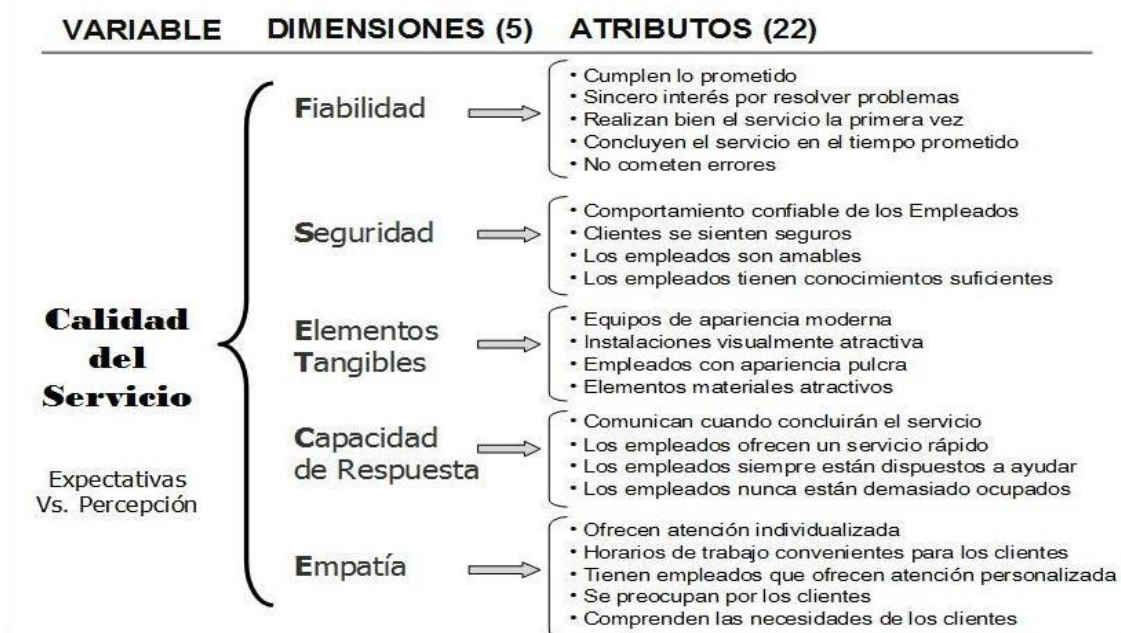 VARIABLE DIMENSIONES (5) ATRIBUTOS (22)
Calidad
del
Servicio
Expectativas
Vs. Percepción
Fiabilidad
• Cumplen lo prometido
• Sincero interés por resolver problemas
• Realizan bien el servicio la primera vez
• Concluyen el servicio en el tiempo prometido
• No cometen errores
Seguridad
• Comportamiento confiable de los Empleados
• Clientes se sienten seguros
• Los empleados son amables
• Los empleados tienen conocimientos suficientes
Elementos
Tangibles
• Equipos de apariencia moderna
• Instalaciones visualmente atractiva
• Empleados con apariencia pulcra
• Elementos materiales atractivos
Capacidad
de Respuesta
• Comunican cuando concluirán el servicio
• Los empleados ofrecen un servicio rápido
• Los empleados siempre están dispuestos a ayudar
• Los empleados nunca están demasiado ocupados
Empatía
• Ofrecen atención individualizada
• Horarios de trabajo convenientes para los clientes
• Tienen empleados que ofrecen atención personalizada
• Se preocupan por los clientes
• Comprenden las necesidades de los clientes